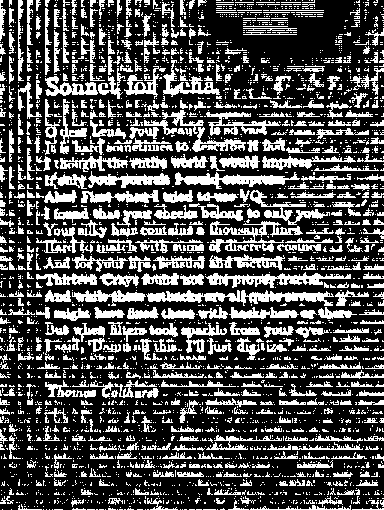 Sonnet for Lena
O dear Lena, your beauty is so vast
It is hard sometimes to describe it fast.
I thought the entire world I would impress
If only your portrait I could compress.
Alas! First when I tried to use VQ
I found that your cheeks belong to only you.
Your silky hair contains a thousand lines
Hard to match with sums of discrete cosines.
And for your lips, sensual and tactual
Thirteen Crays found not the proper fractal.
And while these setbacks are all quite severe
I might have fixed them with hacks here or there
But when filters took sparkle from your eyes
I said, "Damn all this. I'll just digitize."
Thomas Colthurst